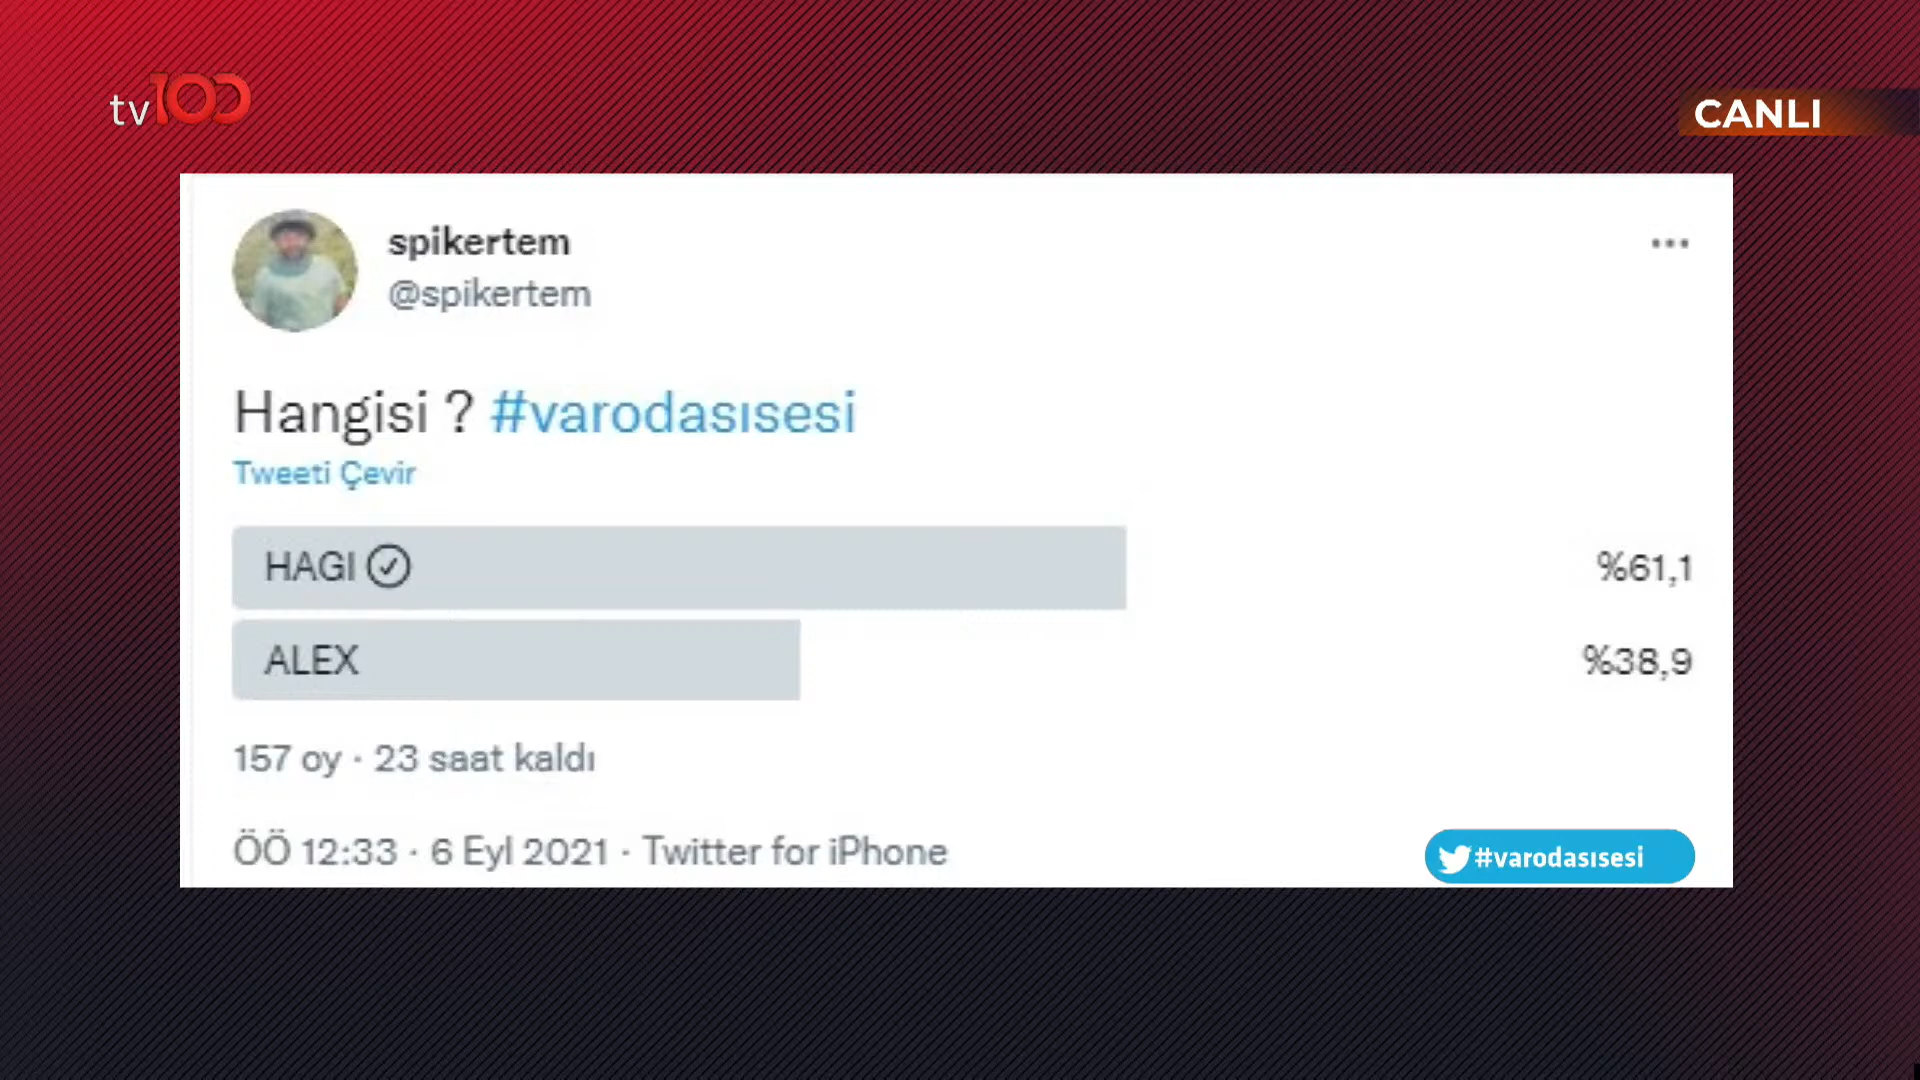 tv100
CANLI
spikertem
@spikertem
Hangisi ? #varodasısesi
Tweeti Çevir
HAGI %61,1
ALEX %38,9
157 oy · 23 saat kaldı
ÖÖ 12:33 · 6 Eyl 2021 · Twitter for iPhone
#varodasısesi